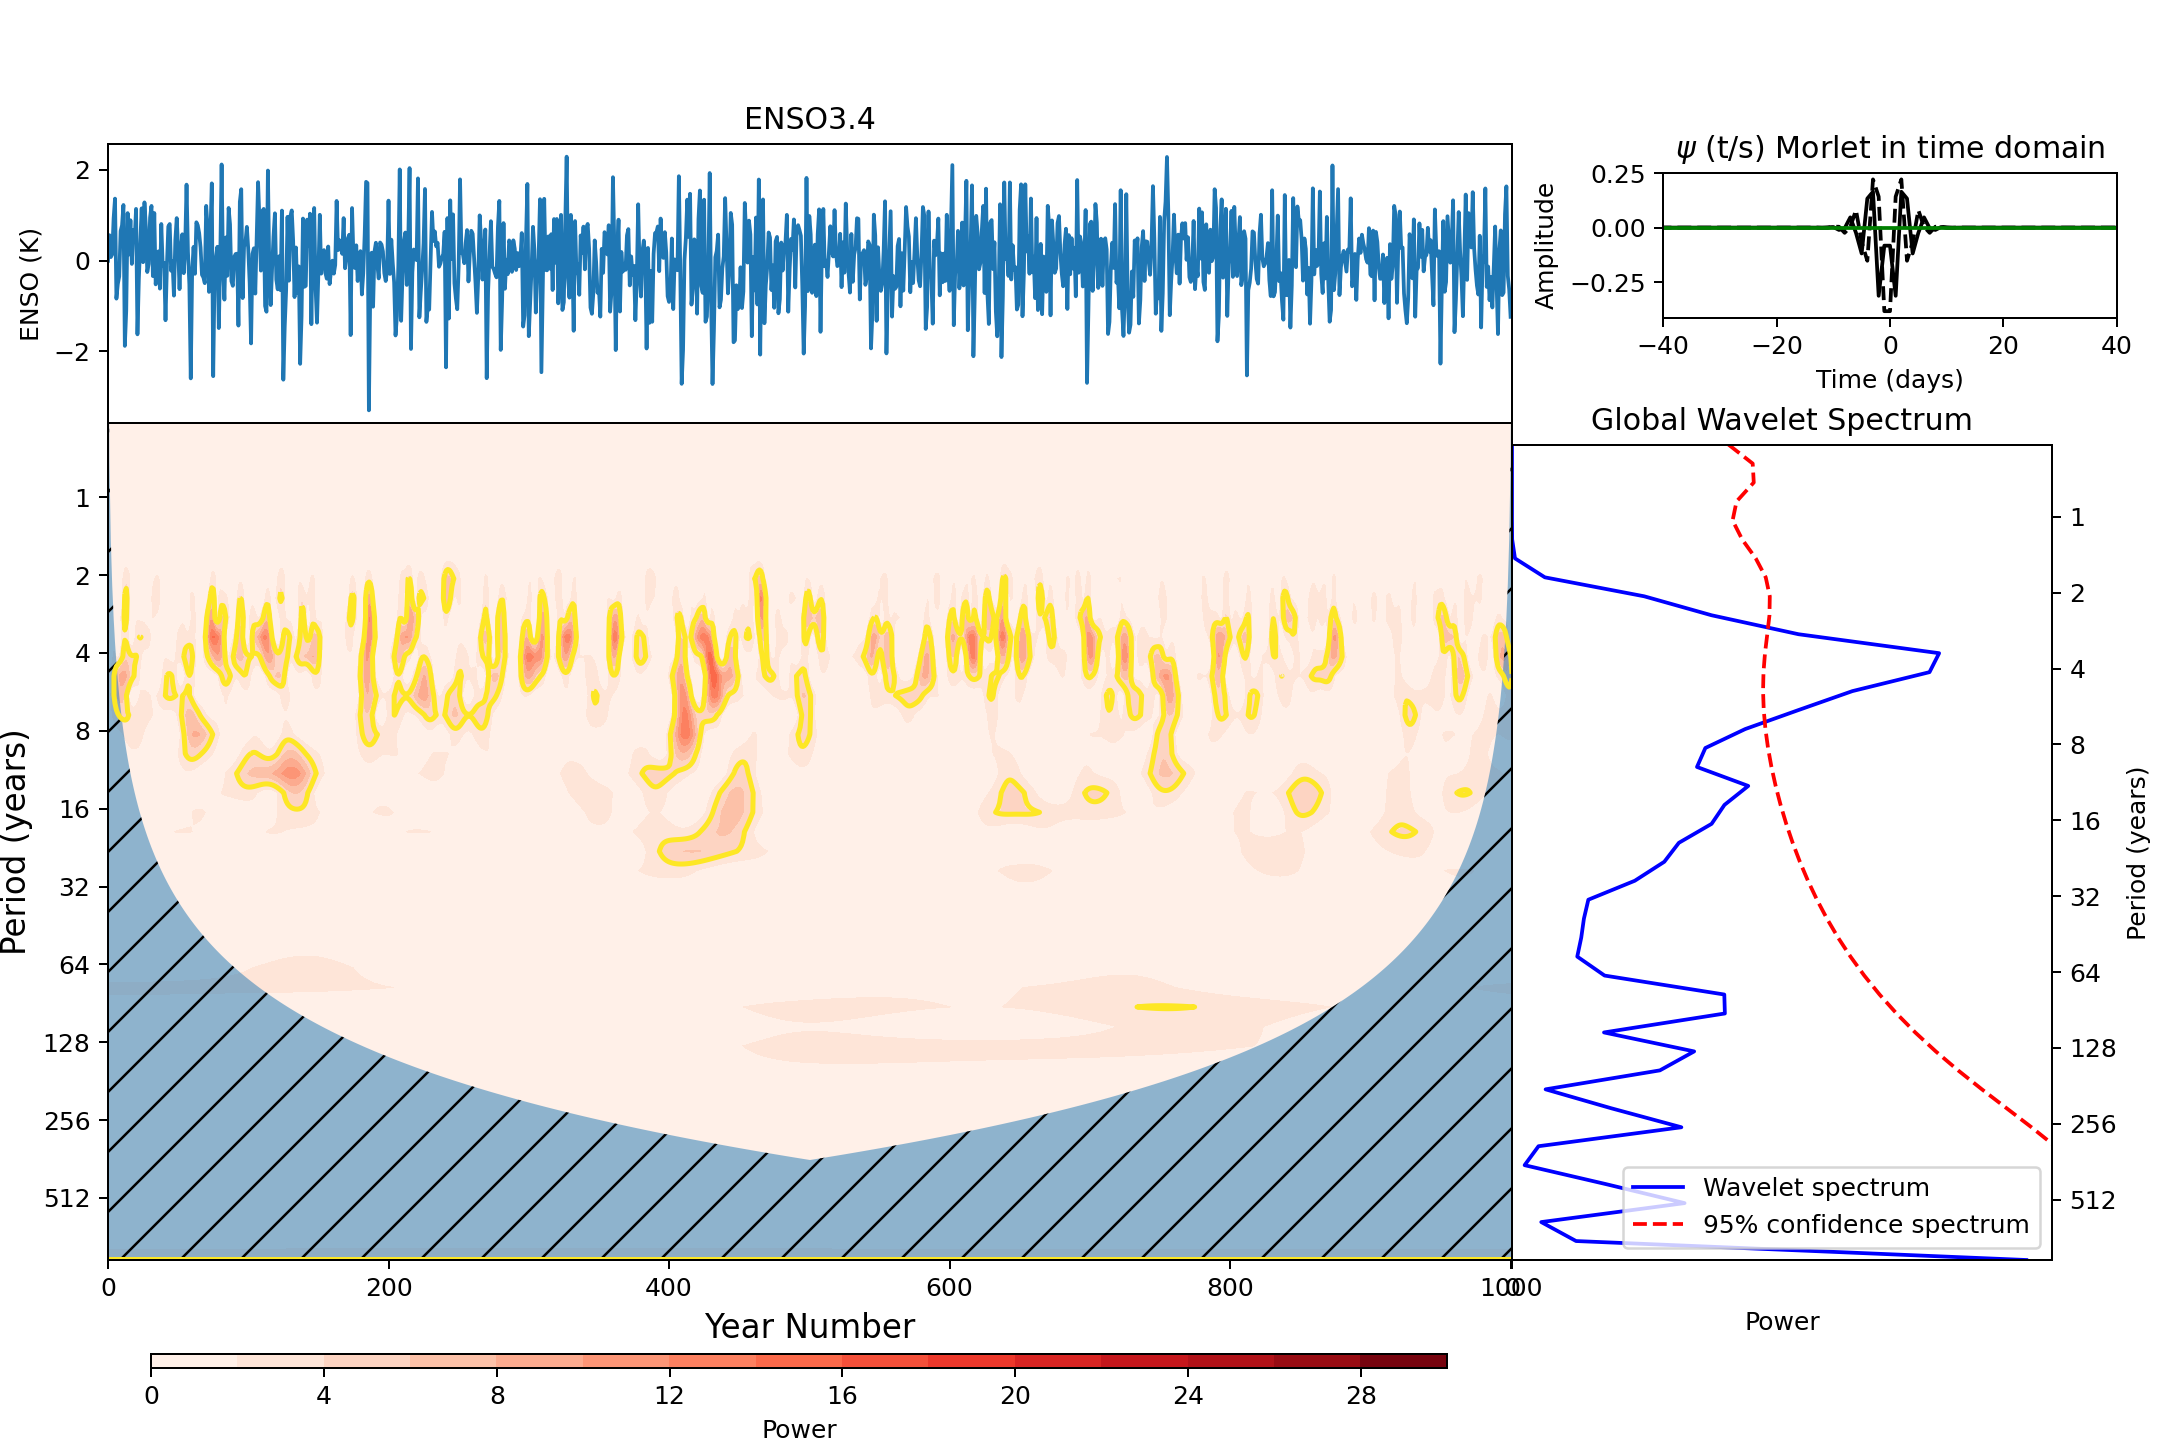 ENSO3.4
2
0
−2
ENSO (K)
ψ (t/s) Morlet in time domain
0.25
0.00
−0.25
Amplitude
−40 −20 0 20 40
Time (days)
1
2
4
8
16
32
64
128
256
512
Period (years)
0 200 400 600 800 1000
Year Number
Global Wavelet Spectrum
1
2
4
8
16
32
64
128
256
512
Period (years)
Wavelet spectrum
95% confidence spectrum
0
Power
0 4 8 12 16 20 24 28
Power